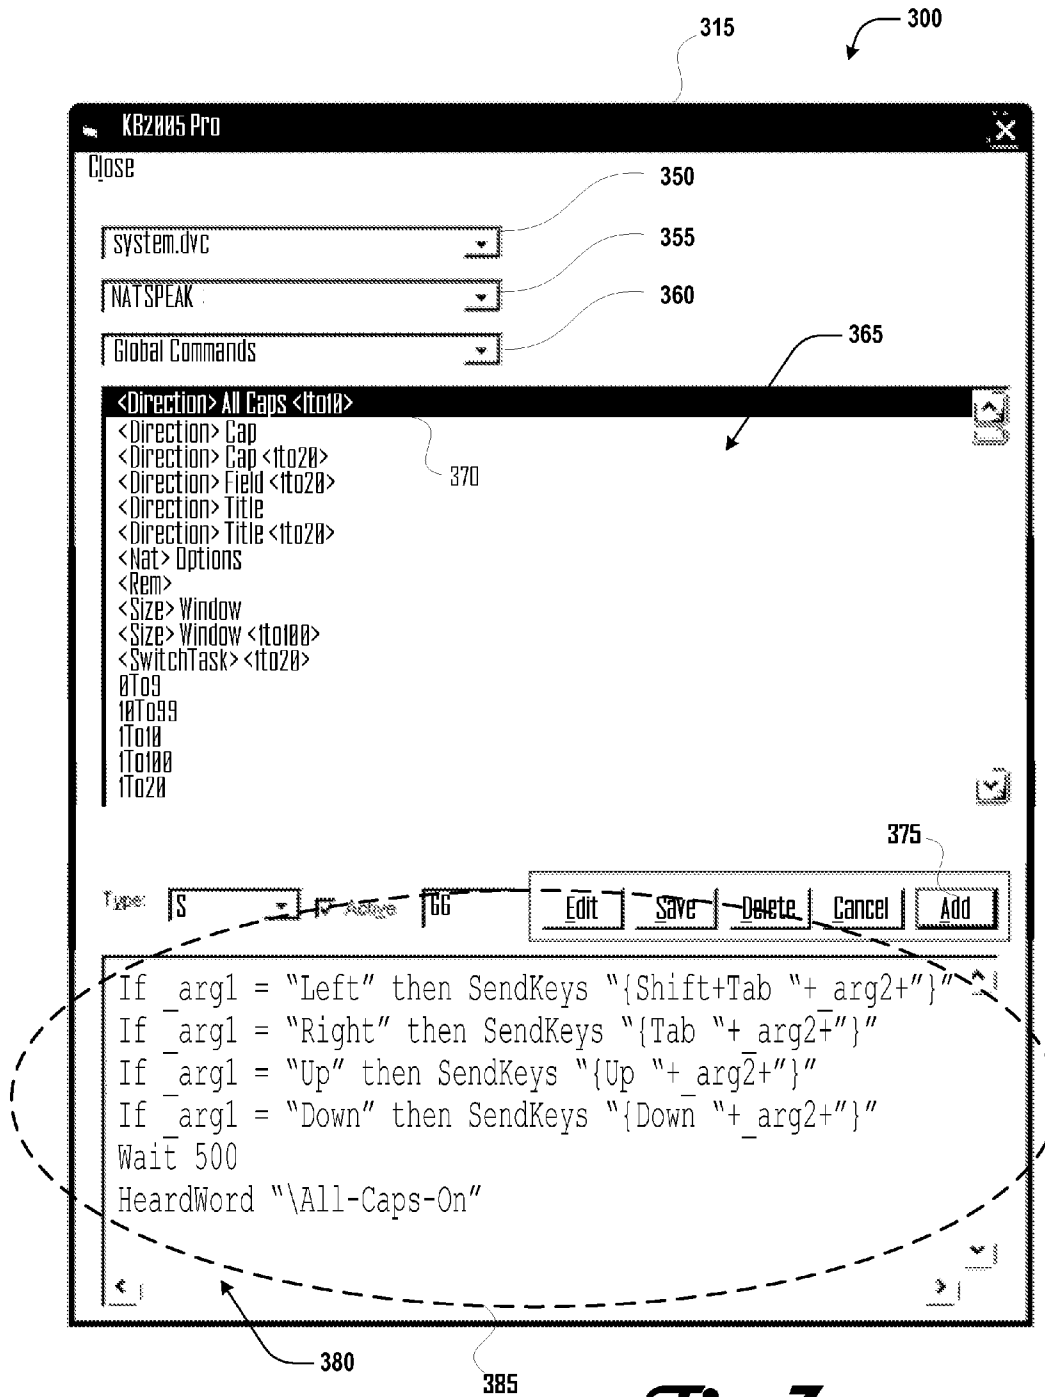 315
300
KB2005 Pro
Close
350
system.dvc
355
NATSPEAK
360
Global Commands
365
<Direction> All Caps <1to10>
<Direction> Cap
<Direction> Cap <1to20>
370
<Direction> Field <1to20>
<Direction> Title
<Direction> Title <1to20>
<Nat> Options
<Rem>
<Size> Window
<Size> Window <1to100>
<SwitchTask> <1to20>
0To9
10To99
1To10
1To100
1To20
375
Type: S Active 66 Edit Save Delete Cancel Add
If _arg1 = “Left” then SendKeys “{Shift+Tab “+_arg2+”}”
If _arg1 = “Right” then SendKeys “{Tab “+_arg2+”}”
If _arg1 = “Up” then SendKeys “{Up “+_arg2+”}”
If _arg1 = “Down” then SendKeys “{Down “+_arg2+”}”
Wait 500
HeardWord “\All-Caps-On”
380
385